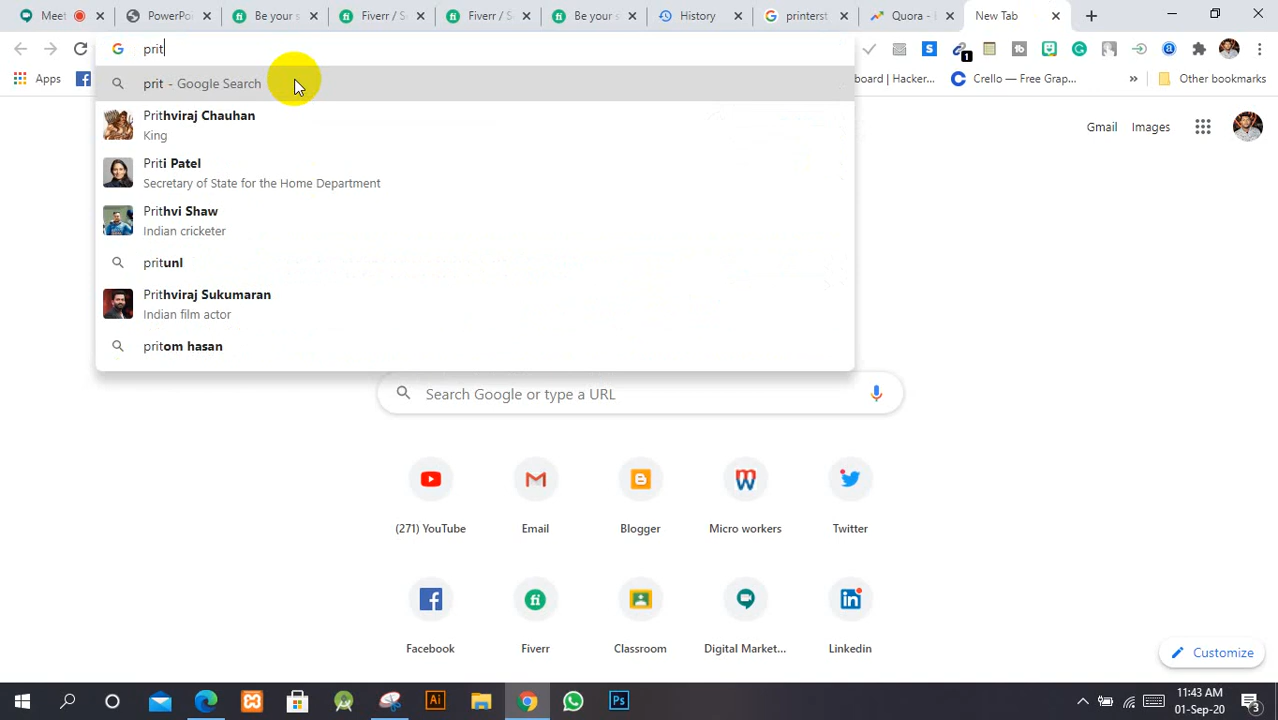 Meet
PowerPo
Be your s
Fiverr / S
Fiverr / S
Be your s
History
printerst
Quora -
New Tab
prit
1
Apps
board | Hacker...
Crello — Free Grap...
»
Other bookmarks
prit - Google Search
Prithviraj Chauhan
King
Priti Patel
Secretary of State for the Home Department
Prithvi Shaw
Indian cricketer
pritunl
Prithviraj Sukumaran
Indian film actor
pritom hasan
Gmail Images
Search Google or type a URL
(271) YouTube
Email
Blogger
Micro workers
Twitter
Facebook
Fiverr
Classroom
Digital Market...
Linkedin
Customize
11:43 AM
01-Sep-20
3